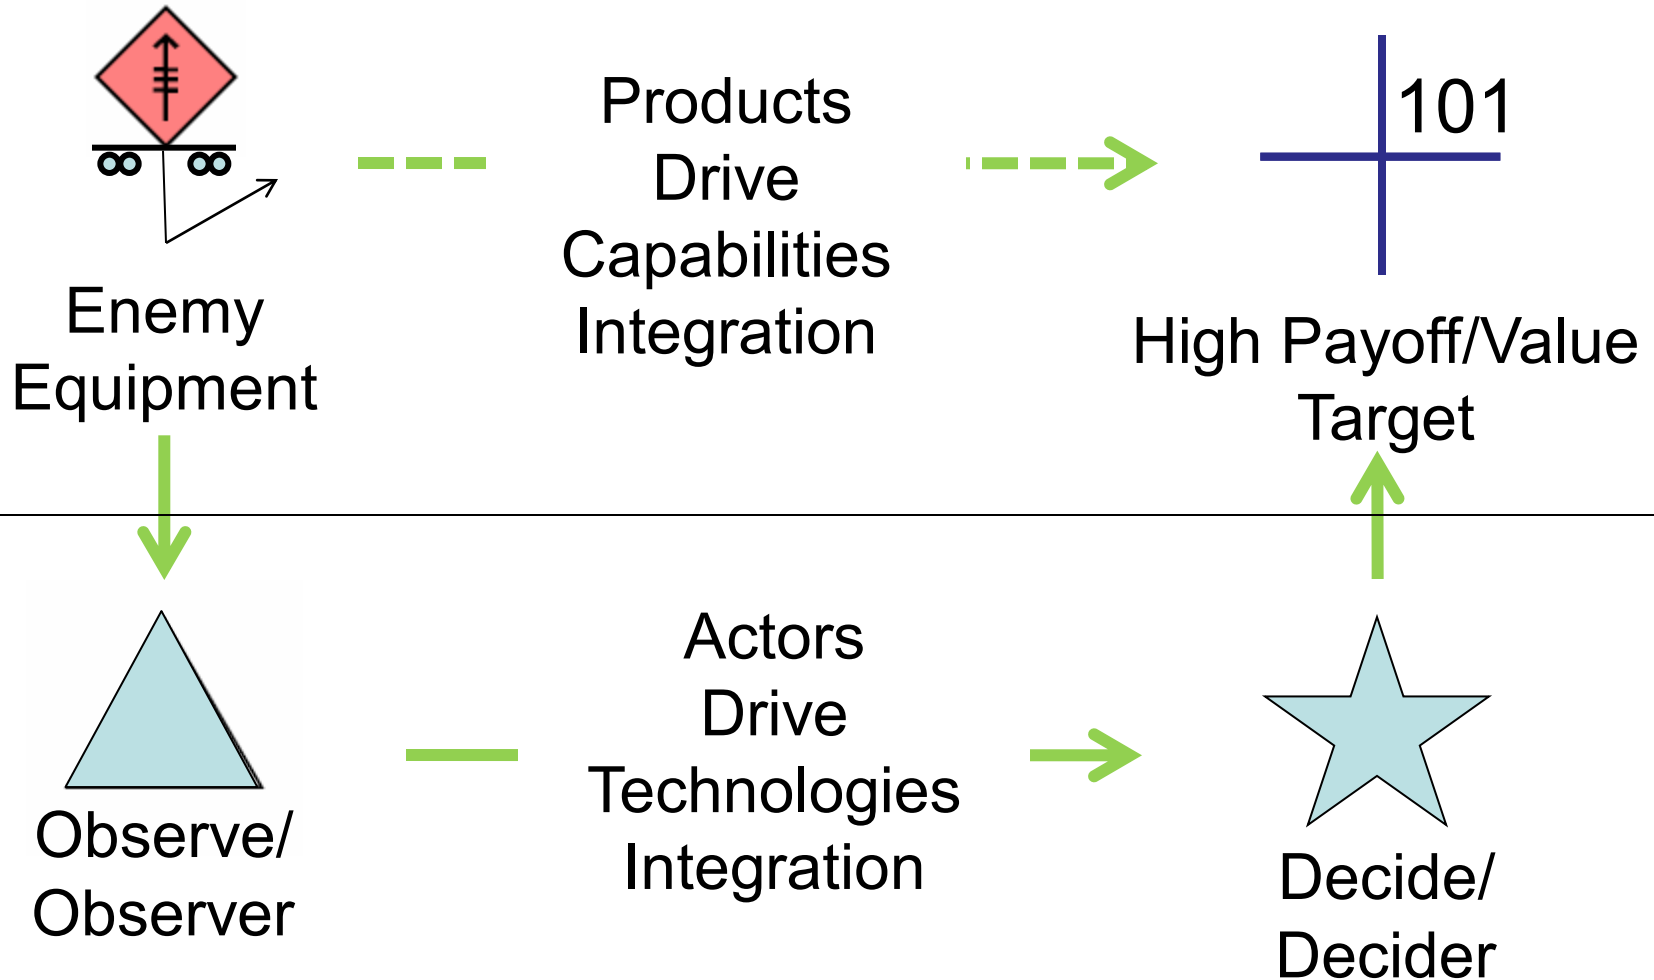 101
Products
Drive
Capabilities
Integration
Enemy
Equipment
High Payoff/Value
Target
Actors
Drive
Technologies
Integration
Observe/
Observer
Decide/
Decider